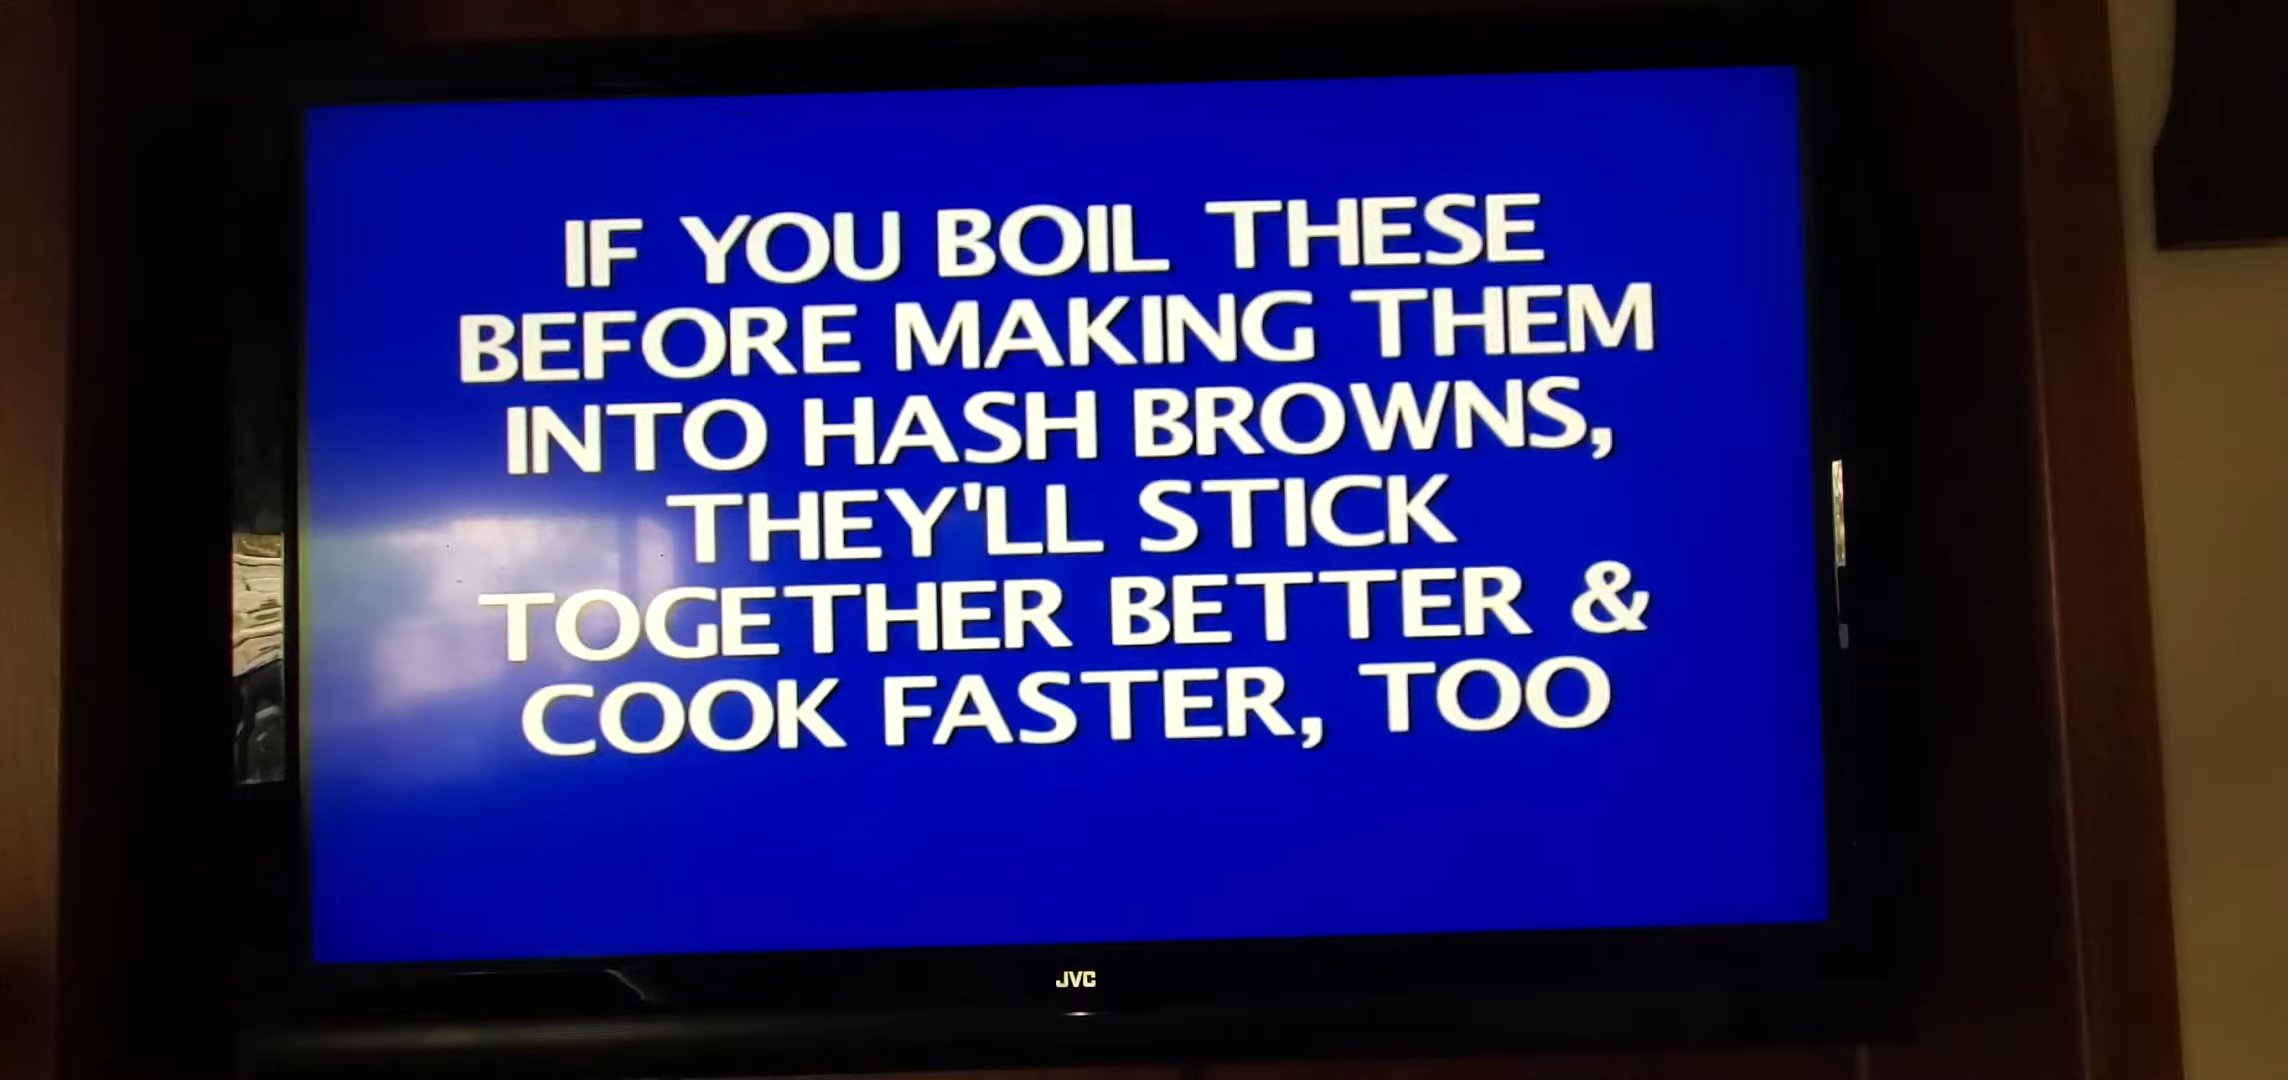 IF YOU BOIL THESE
BEFORE MAKING THEM
INTO HASH BROWNS,
THEY'LL STICK
TOGETHER BETTER &
COOK FASTER, TOO
JVC